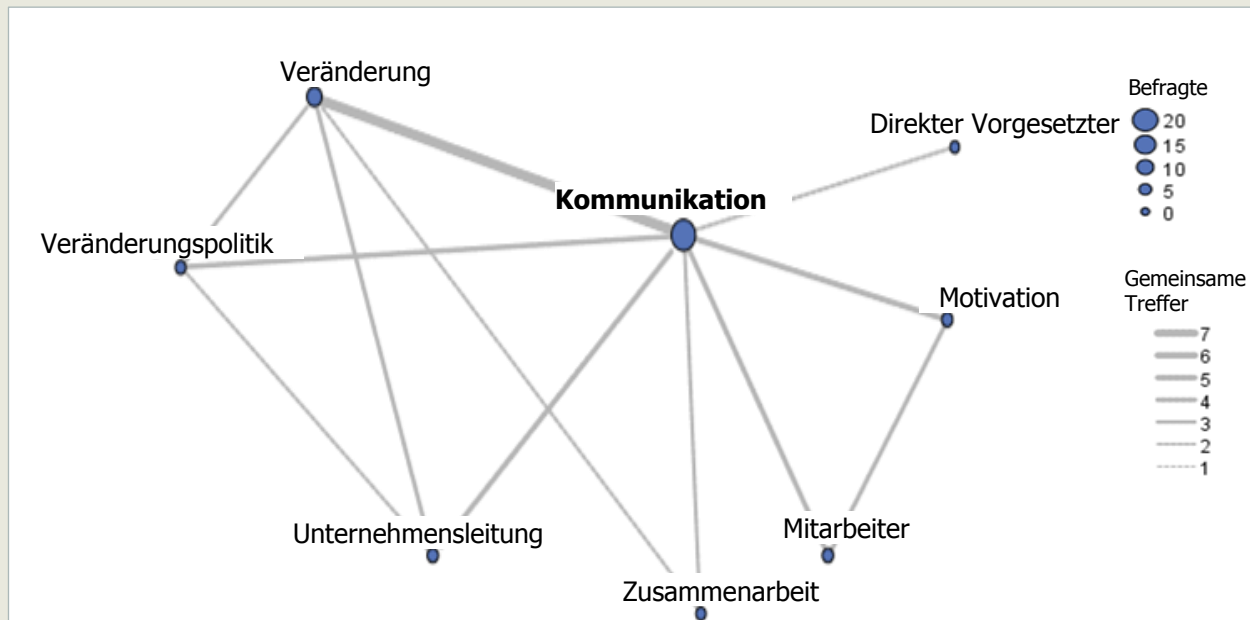 Veränderung
Befragte
20
15
10
5
0
Direkter Vorgesetzter
Kommunikation
Veränderungspolitik
Motivation
Gemeinsame
Treffer
7
6
5
4
3
2
1
Unternehmensleitung
Mitarbeiter
Zusammenarbeit